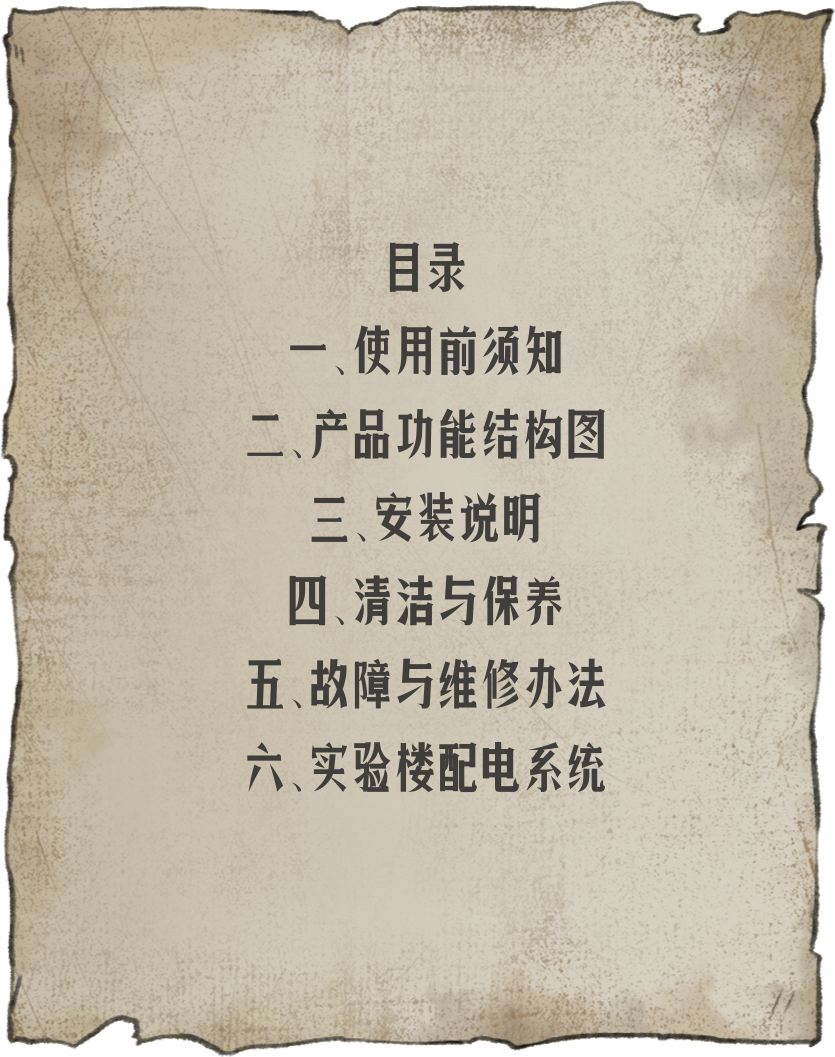 目录
一、使用前须知
二、产品功能结构图
三、安装说明
四、清洁与保养
五、故障与维修办法
六、实验楼配电系统